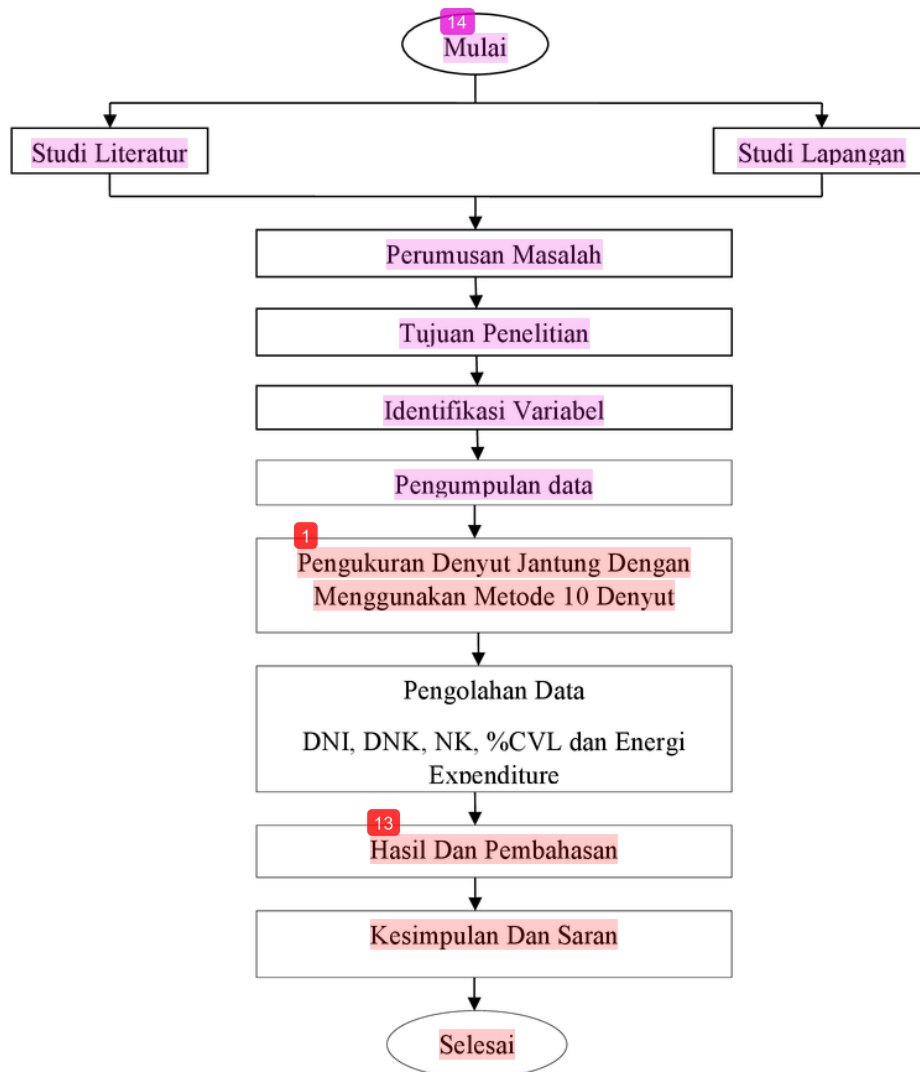 14
Mulai
Studi Literatur
Studi Lapangan
Perumusan Masalah
Tujuan Penelitian
Identifikasi Variabel
Pengumpulan data
1
Pengukuran Denyut Jantung Dengan
Menggunakan Metode 10 Denyut
Pengolahan Data
DNI, DNK, NK, %CVL dan Energi
Expenditure
13
Hasil Dan Pembahasan
Kesimpulan Dan Saran
Selesai